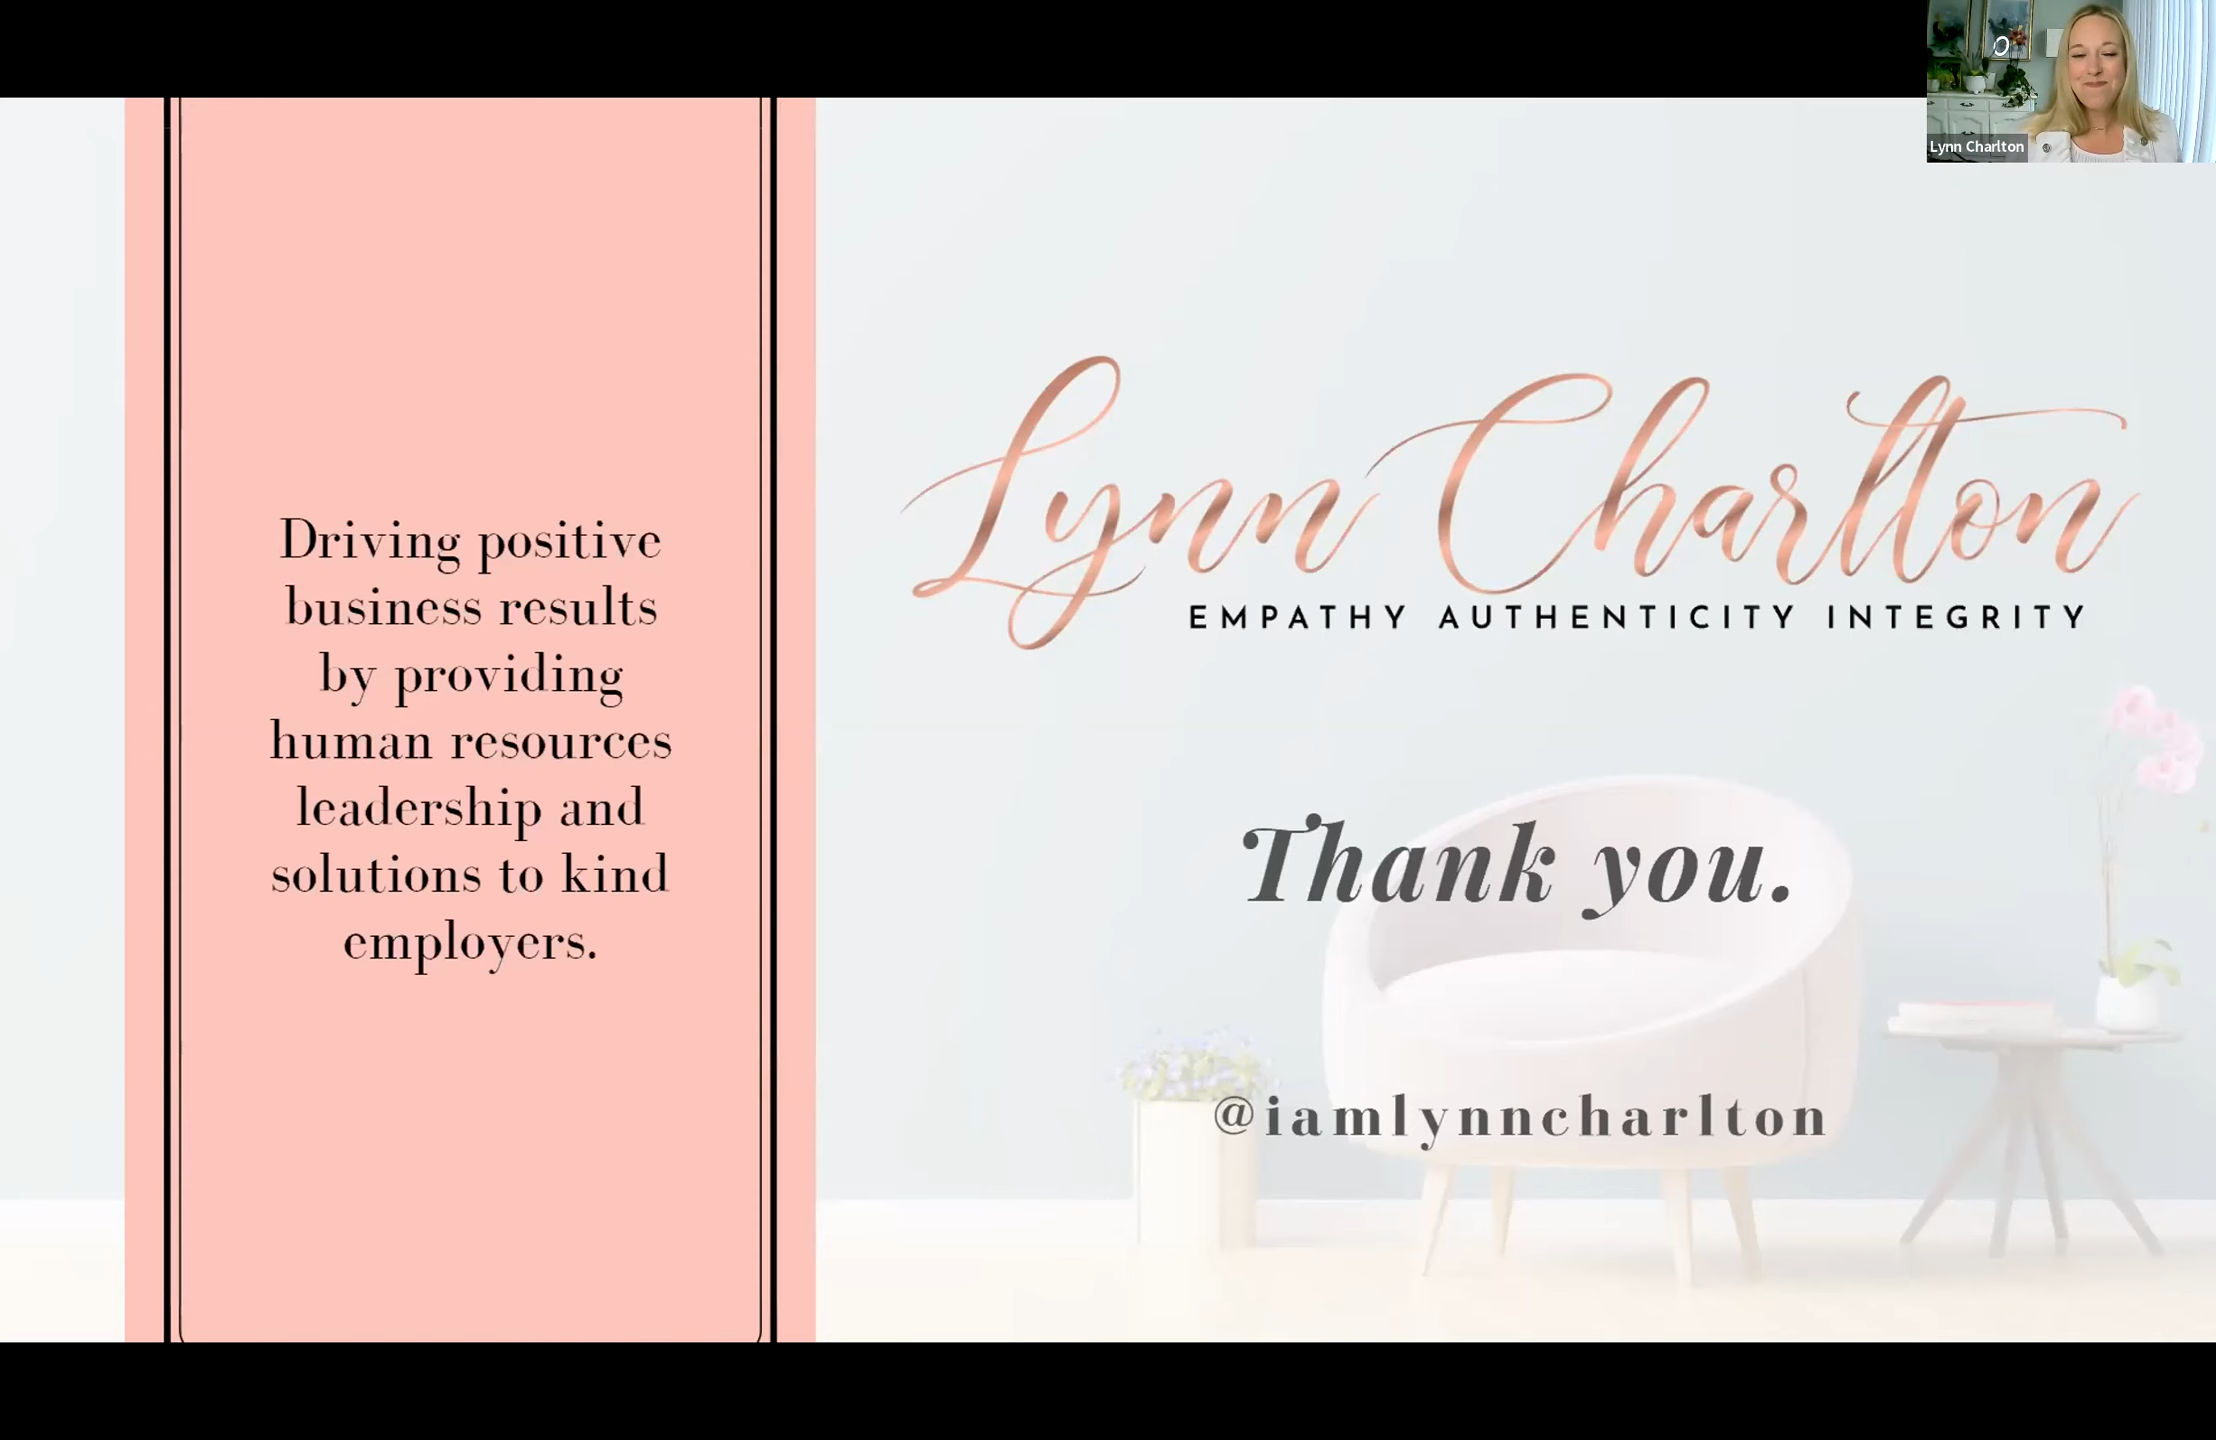 Lynn Charlton
Driving positive
business results
by providing
human resources
leadership and
solutions to kind
employers.
Lynn Charlton
EMPATHY AUTHENTICITY INTEGRITY
Thank you.
@iamlynncharlton